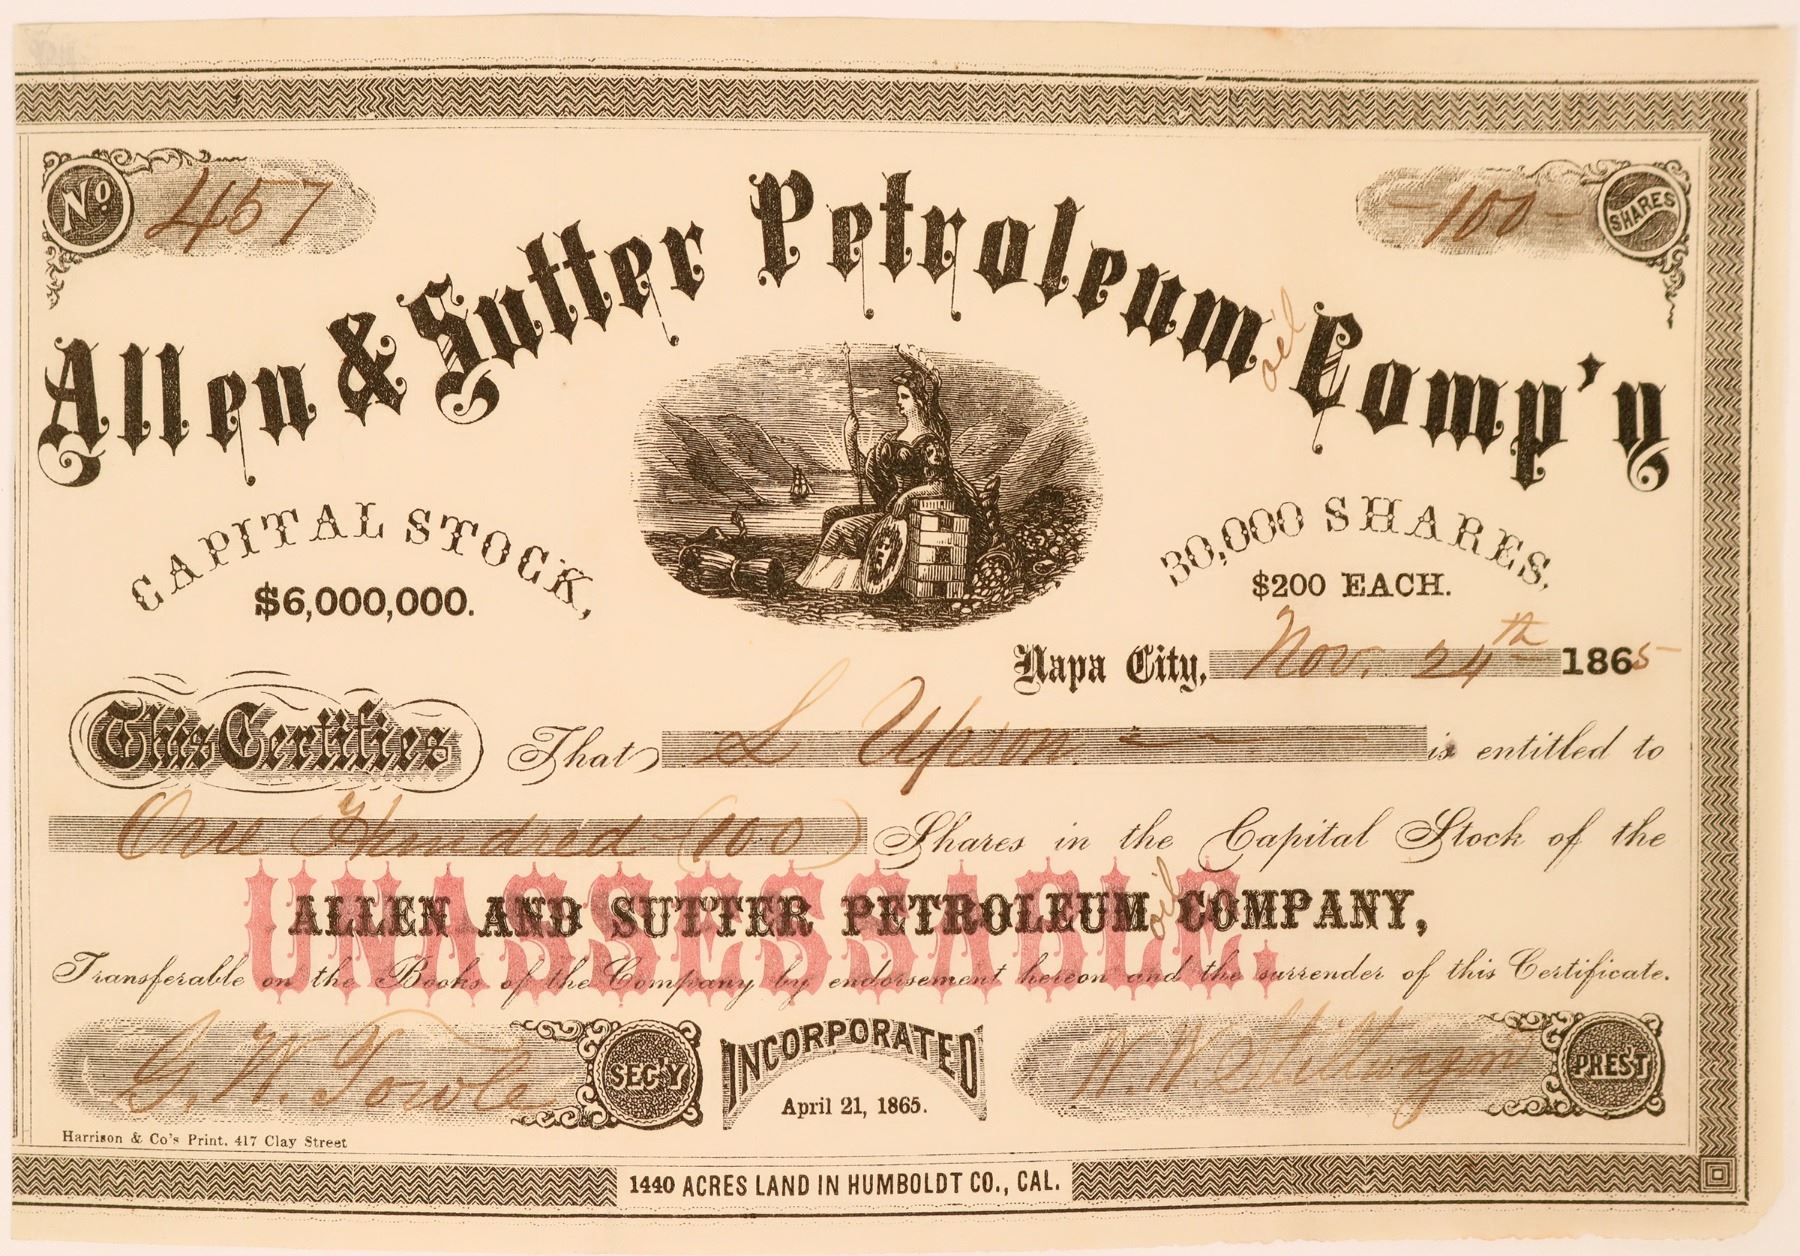 No 457
-100- SHARES
Allen & Sutter Petroleum oil Comp'y
CAPITAL STOCK,
$6,000,000.
30,000 SHARES,
$200 EACH.
Napa City, Nov. 24th 1865
This Certifies That L Upson is entitled to
One Hundred (100) Shares in the Capital Stock of the
UNASSESSABLE.
ALLEN AND SUTTER PETROLEUM oil COMPANY,
Transferable on the Books of the Company by endorsement hereon and the surrender of this Certificate.
G. W. Towle SEC'Y
INCORPORATED
April 21, 1865.
W. W. Stillwagon PREST
Harrison & Co's Print, 417 Clay Street
1440 ACRES LAND IN HUMBOLDT CO., CAL.